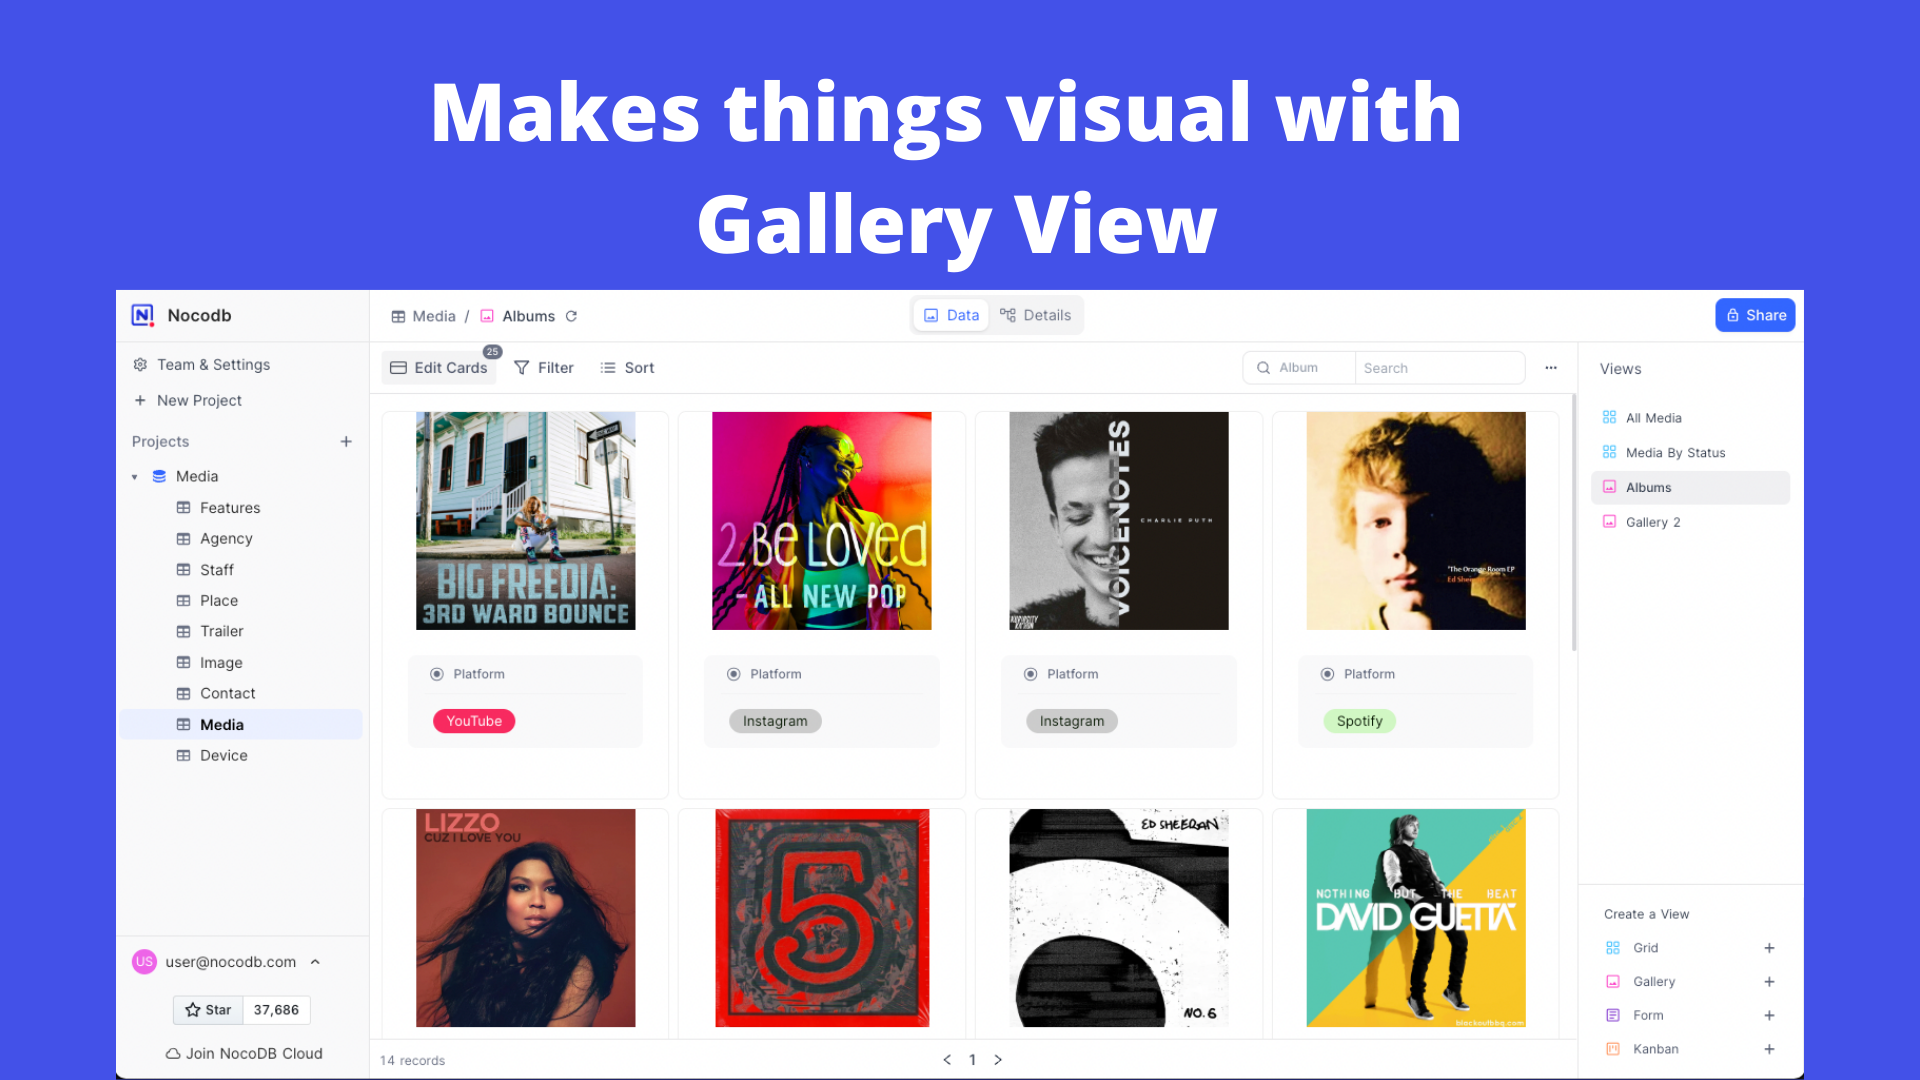 Makes things visual with
Gallery View
Nocodb
Team & Settings
New Project
Projects
Media
Features
Agency
Staff
Place
Trailer
Image
Contact
Media
Device
US user@nocodb.com
Star 37,686
Join NocoDB Cloud
Media / Albums
Data Details
Share
Edit Cards 25 Filter Sort
Album Search
BIG FREEDIA:
3RD WARD BOUNCE
2 BE LOVED
- ALL NEW POP
VOICENOTES
CHARLIE PUTH
The Orange Room EP
Ed Sheeran
Platform
YouTube
Platform
Instagram
Platform
Instagram
Platform
Spotify
LIZZO
CUZ I LOVE YOU
5
ED SHEERAN
NO.6
NOTHING BUT THE BEAT
DAVID GUETTA
blackoutbbq.com
14 records
< 1 >
Views
All Media
Media By Status
Albums
Gallery 2
Create a View
Grid +
Gallery +
Form +
Kanban +